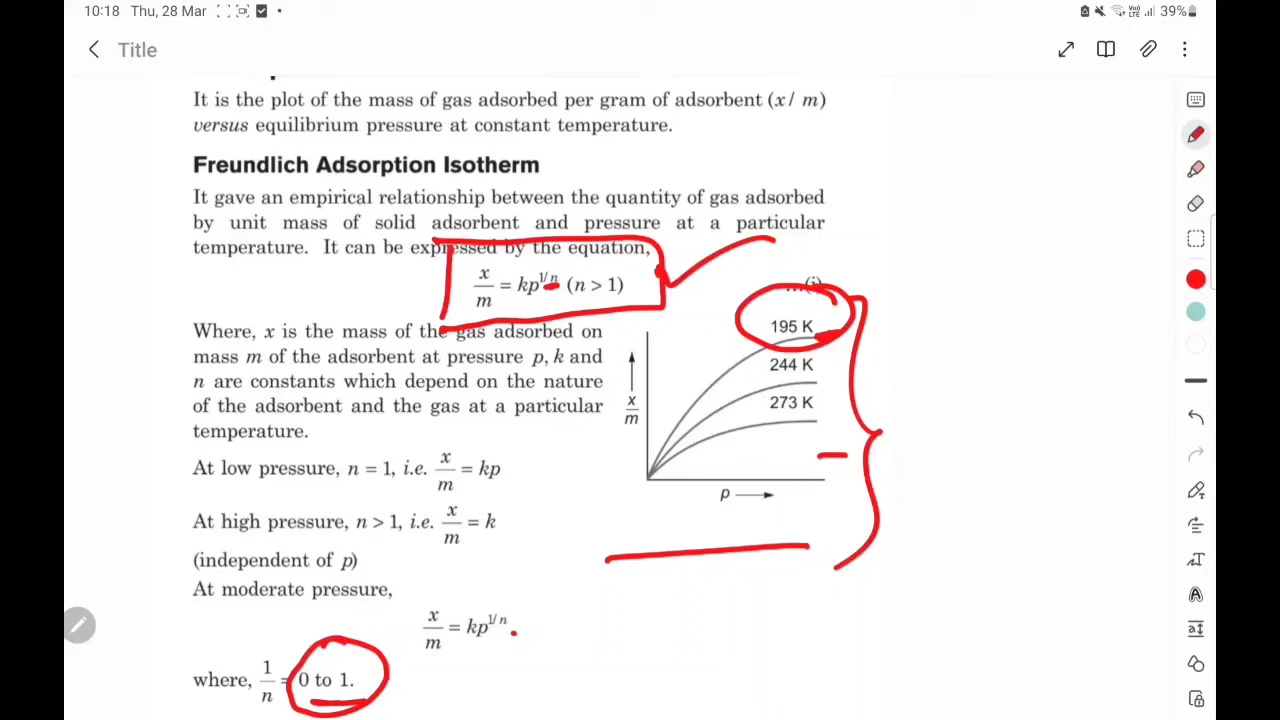 10:18 Thu, 28 Mar
39%
Title
It is the plot of the mass of gas adsorbed per gram of adsorbent (x/ m)
versus equilibrium pressure at constant temperature.
Freundlich Adsorption Isotherm
It gave an empirical relationship between the quantity of gas adsorbed
by unit mass of solid adsorbent and pressure at a particular
temperature. It can be expressed by the equation,
x/m = kp^1/n (n > 1) ...(i)
Where, x is the mass of the gas adsorbed on
mass m of the adsorbent at pressure p, k and
n are constants which depend on the nature
of the adsorbent and the gas at a particular
temperature.
195 K
244 K
273 K
x/m
p
At low pressure, n = 1, i.e. x/m = kp
At high pressure, n > 1, i.e. x/m = k
(independent of p)
At moderate pressure,
x/m = kp^1/n.
where, 1/n = 0 to 1.